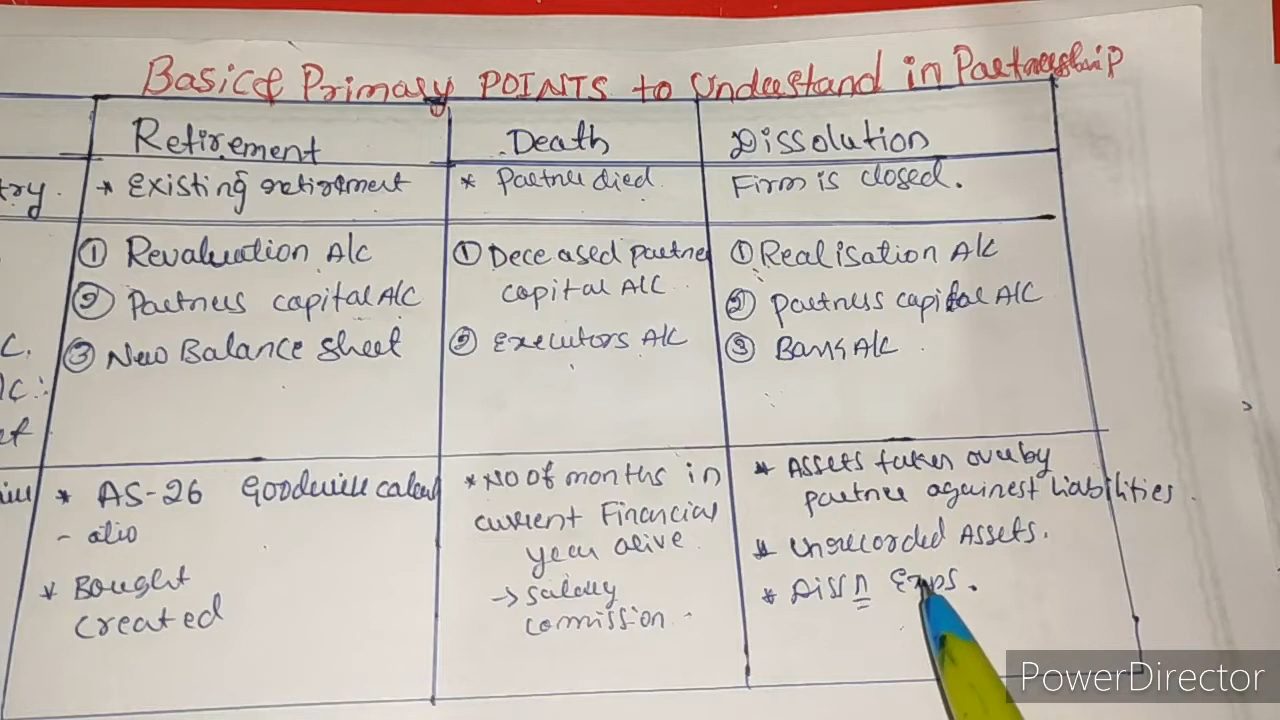 Basic & Primary POINTS to Understand in Partnership
Retirement
Death
Dissolution
try.
* Existing retirement
* Partner died
Firm is closed.
① Revaluation A/c
② Partners capital A/c
③ New Balance Sheet
① Deceased partner
capital A/c
② Executors A/c
① Realisation A/c
② partners capital A/c
③ Bank A/c
C.
* AS-26 Goodwill calcul
- atio
* Bought
created
* No of months in
current Financial
year alive
→ Salary
commission
* Assets taken over by
partner againest liabilities.
* unrecorded Assets.
* Dissn Exps.
PowerDirector